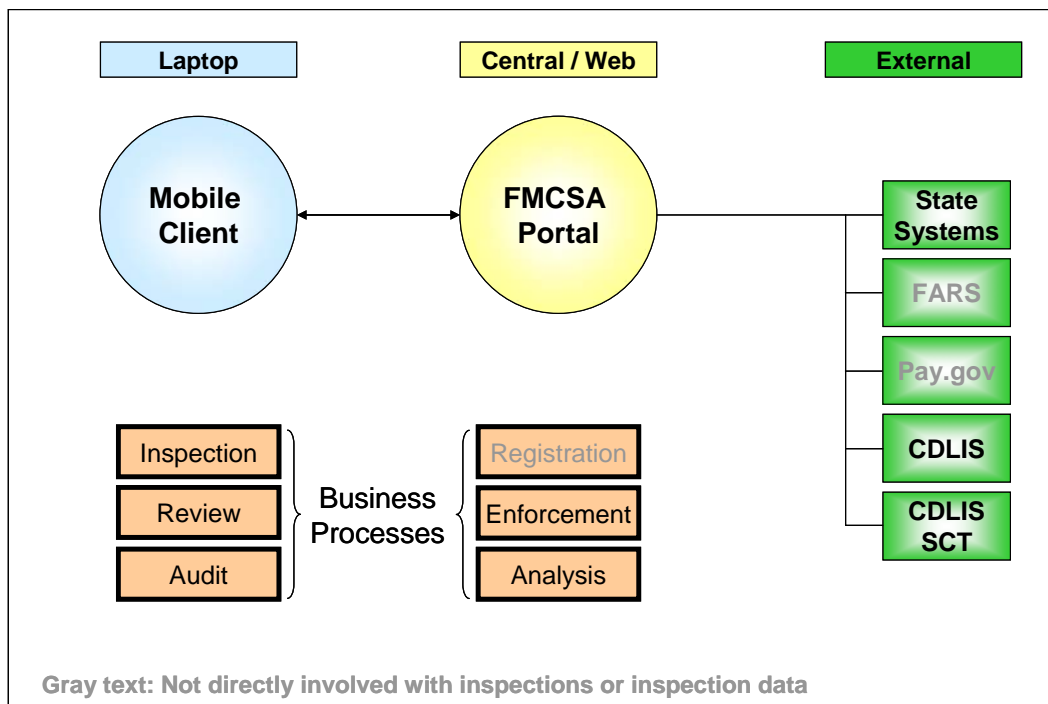 Laptop
Central / Web
External
Mobile
Client
FMCSA
Portal
State
Systems
FARS
Pay.gov
CDLIS
CDLIS
SCT
Inspection
Review
Audit
Business
Processes
Registration
Enforcement
Analysis
Gray text: Not directly involved with inspections or inspection data